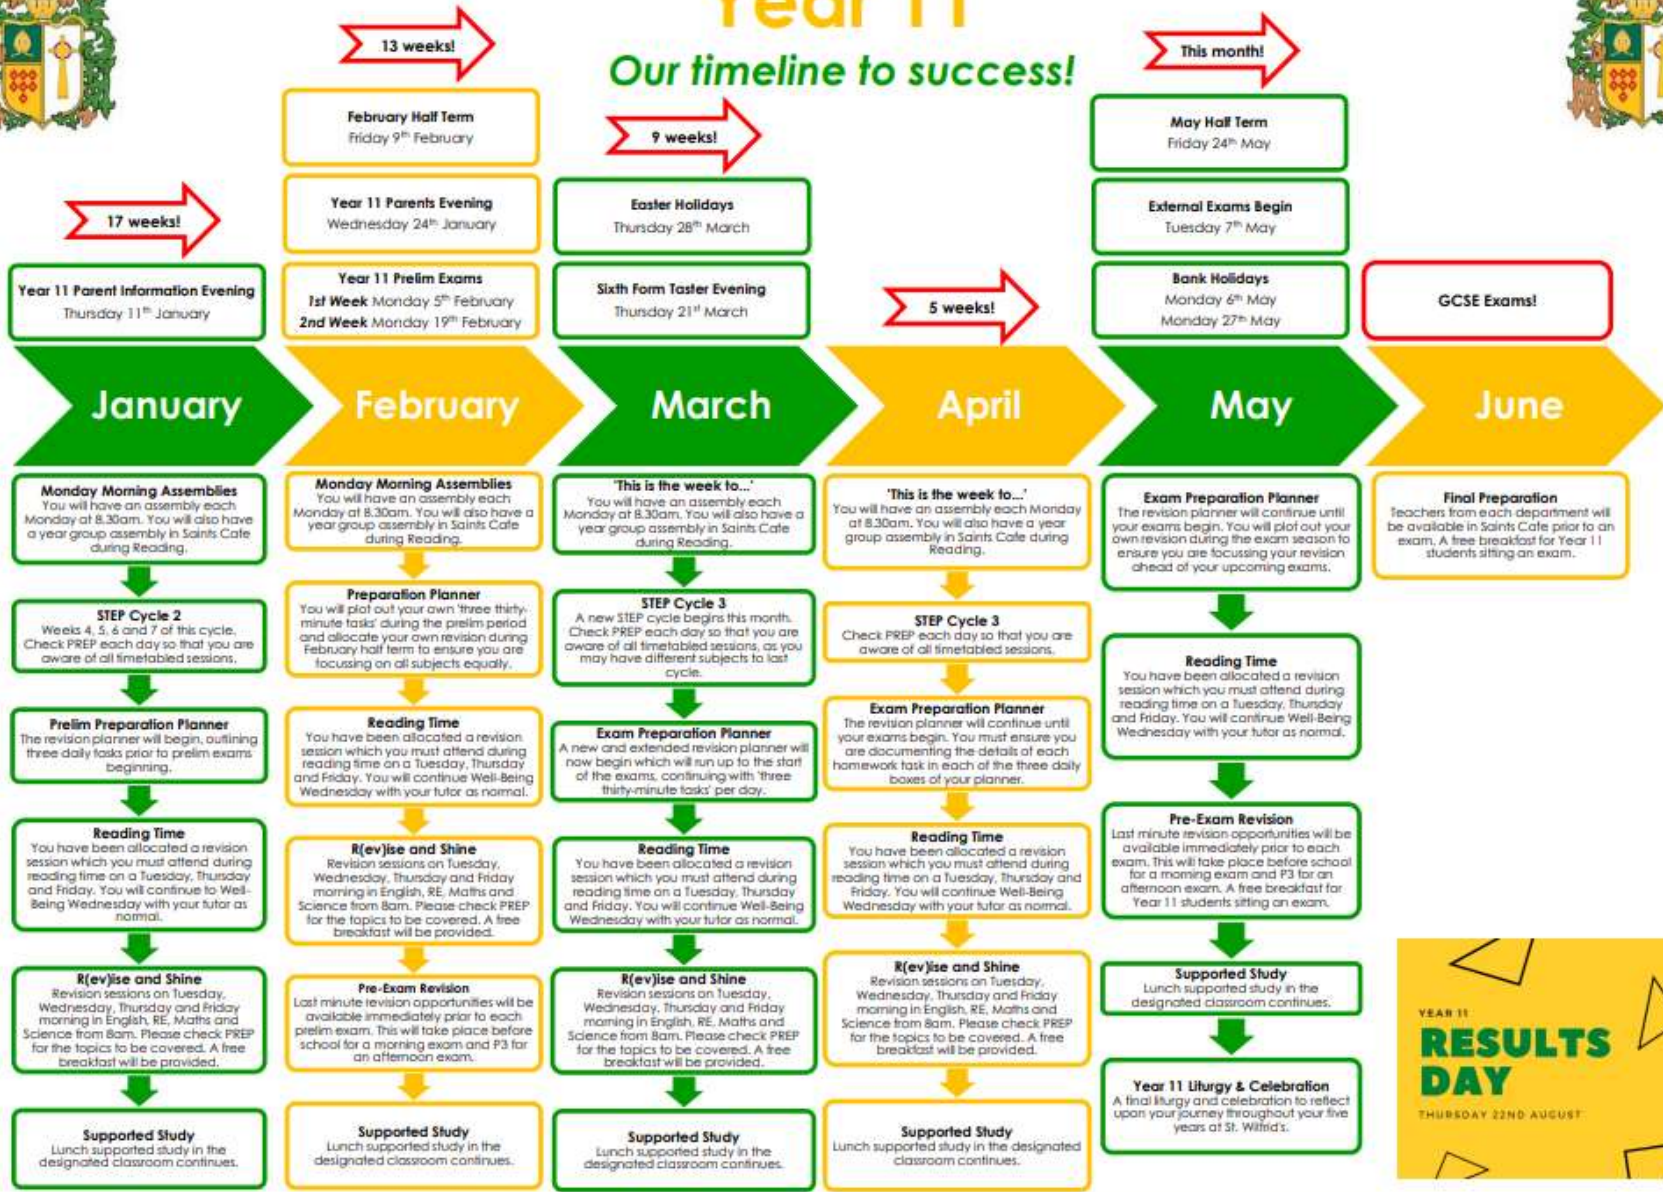 Year 11
Our timeline to success!
17 weeks!
Year 11 Parent Information Evening
Thursday 11th January
January
Monday Morning Assemblies
You will have an assembly each
Monday at 8.30am. You will also have
a year group assembly in Saints Cafe
during Reading.
STEP Cycle 2
Weeks 4, 5, 6 and 7 of this cycle.
Check PREP each day so that you are
aware of all timetabled sessions.
Prelim Preparation Planner
The revision planner will begin, outlining
three daily tasks prior to prelim exams
beginning.
Reading Time
You have been allocated a revision
session which you must attend during
reading time on a Tuesday, Thursday
and Friday. You will continue to Well-
Being Wednesday with your tutor as
normal.
R(ev)ise and Shine
Revision sessions on Tuesday,
Wednesday, Thursday and Friday
morning in English, RE, Maths and
Science from 8am. Please check PREP
for the topics to be covered. A free
breakfast will be provided.
Supported Study
Lunch supported study in the
designated classroom continues.
13 weeks!
February Half Term
Friday 9th February
Year 11 Parents Evening
Wednesday 24th January
Year 11 Prelim Exams
1st Week Monday 5th February
2nd Week Monday 19th February
February
Monday Morning Assemblies
You will have an assembly each
Monday at 8.30am. You will also have a
year group assembly in Saints Cafe
during Reading.
Preparation Planner
You will plot out your own 'three thirty-
minute tasks' during the prelim period
and allocate your own revision during
February half term to ensure you are
focussing on all subjects equally.
Reading Time
You have been allocated a revision
session which you must attend during
reading time on a Tuesday, Thursday
and Friday. You will continue Well-Being
Wednesday with your tutor as normal.
R(ev)ise and Shine
Revision sessions on Tuesday,
Wednesday, Thursday and Friday
morning in English, RE, Maths and
Science from 8am. Please check PREP
for the topics to be covered. A free
breakfast will be provided.
Pre-Exam Revision
Last minute revision opportunities will be
available immediately prior to each
prelim exam. This will take place before
school for a morning exam and P3 for
an afternoon exam.
Supported Study
Lunch supported study in the
designated classroom continues.
9 weeks!
Easter Holidays
Thursday 28th March
Sixth Form Taster Evening
Thursday 21st March
March
'This is the week to...'
You will have an assembly each
Monday at 8.30am. You will also have a
year group assembly in Saints Cafe
during Reading.
STEP Cycle 3
A new STEP cycle begins this month.
Check PREP each day so that you are
aware of all timetabled sessions, as you
may have different subjects to last
cycle.
Exam Preparation Planner
A new and extended revision planner will
now begin which will run up to the start
of the exams, continuing with 'three
thirty-minute tasks' per day.
Reading Time
You have been allocated a revision
session which you must attend during
reading time on a Tuesday, Thursday
and Friday. You will continue Well-Being
Wednesday with your tutor as normal.
R(ev)ise and Shine
Revision sessions on Tuesday,
Wednesday, Thursday and Friday
morning in English, RE, Maths and
Science from 8am. Please check PREP
for the topics to be covered. A free
breakfast will be provided.
Supported Study
Lunch supported study in the
designated classroom continues.
5 weeks!
April
'This is the week to...'
You will have an assembly each Monday
at 8.30am. You will also have a year
group assembly in Saints Cafe during
Reading.
STEP Cycle 3
Check PREP each day so that you are
aware of all timetabled sessions.
Exam Preparation Planner
The revision planner will continue until
your exams begin. You must ensure you
are documenting the details of each
homework task in each of the three daily
boxes of your planner.
Reading Time
You have been allocated a revision
session which you must attend during
reading time on a Tuesday, Thursday and
Friday. You will continue Well-Being
Wednesday with your tutor as normal.
R(ev)ise and Shine
Revision sessions on Tuesday,
Wednesday, Thursday and Friday
morning in English, RE, Maths and
Science from 8am. Please check PREP
for the topics to be covered. A free
breakfast will be provided.
Supported Study
Lunch supported study in the designated
classroom continues.
This month!
May Half Term
Friday 24th May
External Exams Begin
Tuesday 7th May
Bank Holidays
Monday 6th May
Monday 27th May
May
Exam Preparation Planner
The revision planner will continue until
your exams begin. You will plot out your
own revision during the exam season to
ensure you are focussing your revision
ahead of your upcoming exams.
Reading Time
You have been allocated a revision
session which you must attend during
reading time on a Tuesday, Thursday
and Friday. You will continue Well-Being
Wednesday with your tutor as normal.
Pre-Exam Revision
Last minute revision opportunities will be
available immediately prior to each
exam. This will take place before school
for a morning exam and P3 for an
afternoon exam. A free breakfast for
Year 11 students sitting an exam.
Supported Study
Lunch supported study in the
designated classroom continues.
Year 11 Liturgy & Celebration
A final liturgy and celebration to reflect
upon your journey throughout your five
years at St. Wilfrid's.
GCSE Exams!
June
Final Preparation
Teachers from each department will
be available in Saints Cafe prior to an
exam. A free breakfast for Year 11
students sitting an exam.
YEAR 11
RESULTS
DAY
THURSDAY 22ND AUGUST